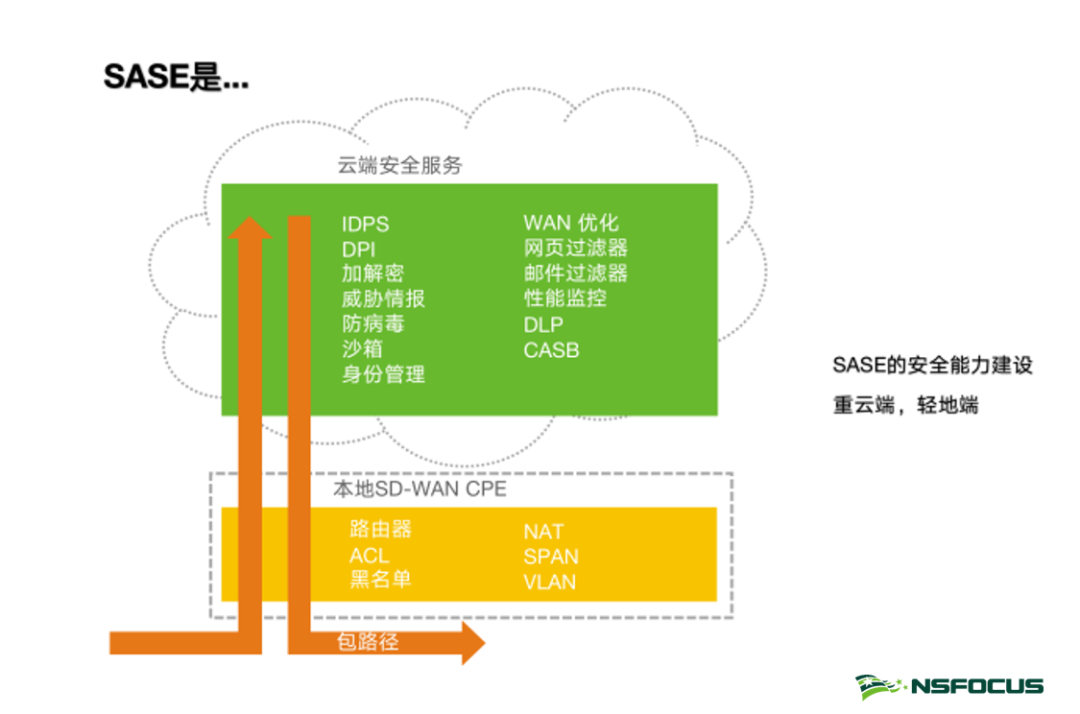 SASE是...
云端安全服务
IDPS
DPI
加解密
威胁情报
防病毒
沙箱
身份管理
WAN 优化
网页过滤器
邮件过滤器
性能监控
DLP
CASB
SASE的安全能力建设
重云端，轻地端
本地SD-WAN CPE
路由器
ACL
黑名单
NAT
SPAN
VLAN
包路径
NSFOCUS